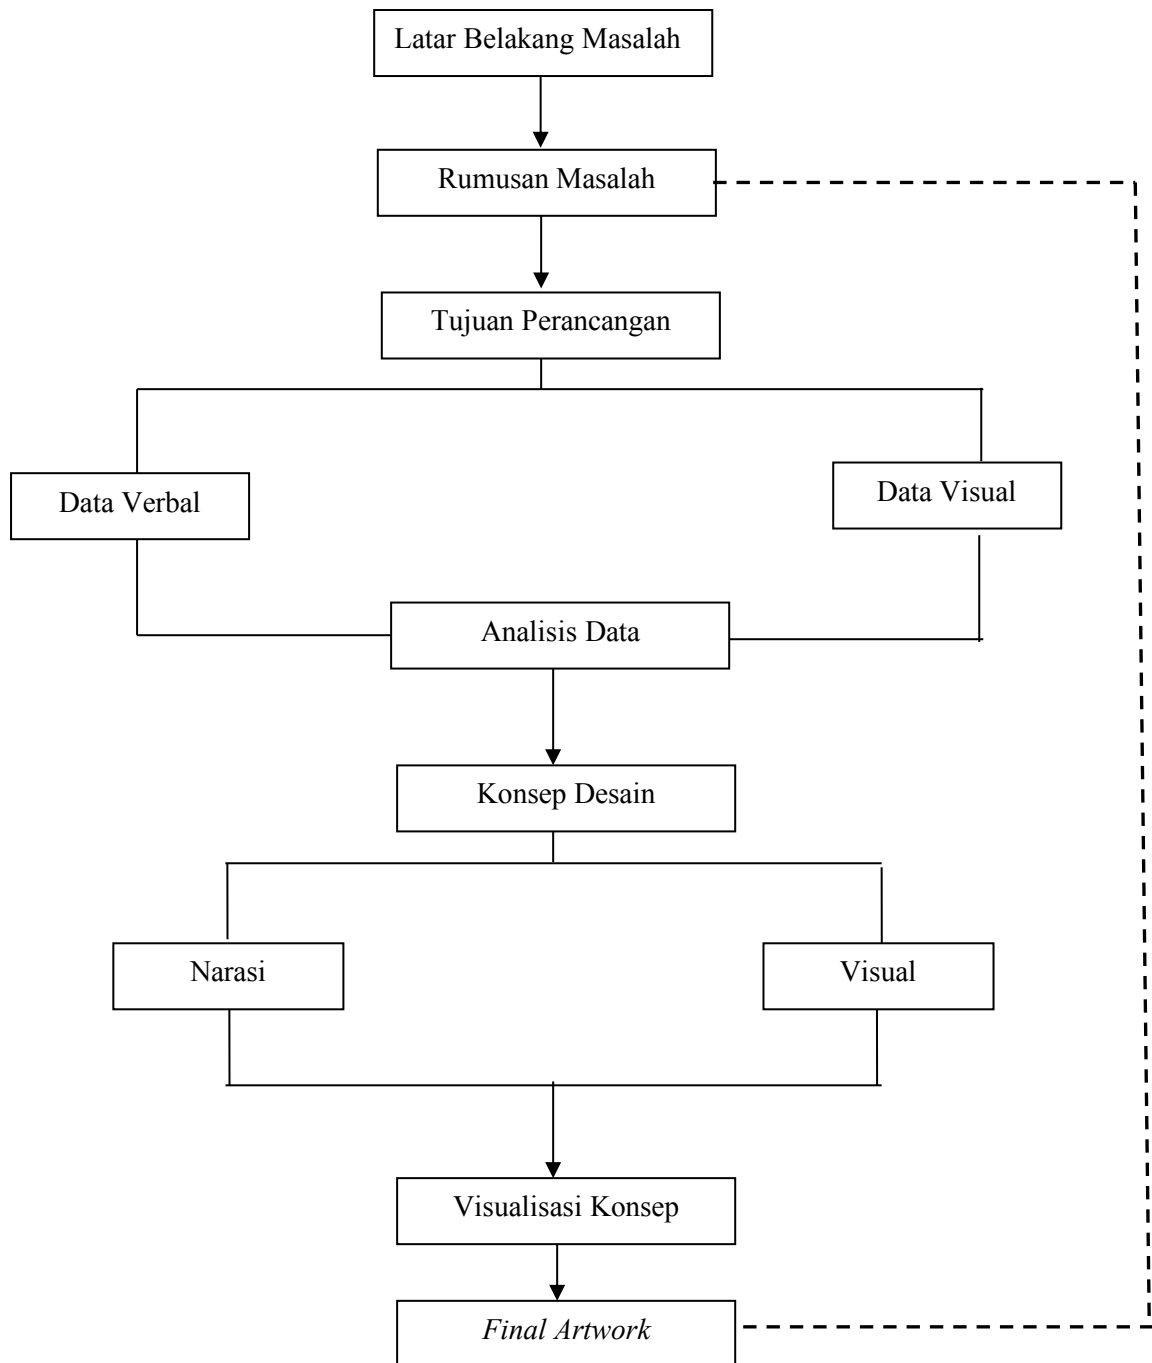 Latar Belakang Masalah
Rumusan Masalah
Tujuan Perancangan
Data Verbal
Data Visual
Analisis Data
Konsep Desain
Narasi
Visual
Visualisasi Konsep
Final Artwork